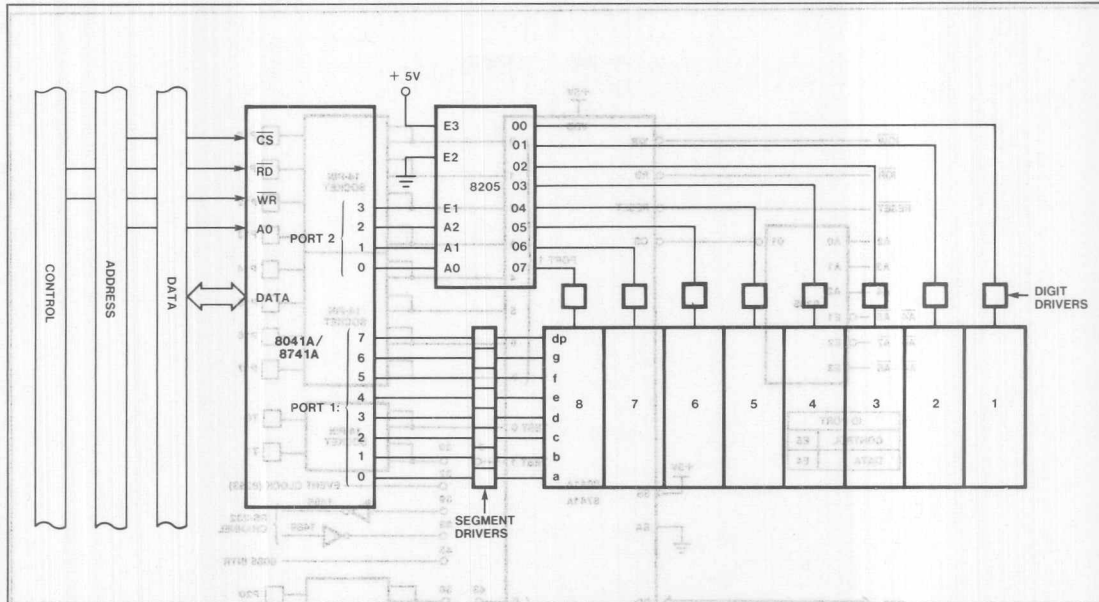 CONTROL
ADDRESS
DATA
CS
RD
WR
A0
DATA
8041A/
8741A
PORT 2
3
2
1
0
PORT 1:
7
6
5
4
3
2
1
0
+ 5V
E3
E2
8205
E1
A2
A1
A0
00
01
02
03
04
05
06
07
DIGIT
DRIVERS
dp
g
f
e
d
c
b
a
8
7
6
5
4
3
2
1
SEGMENT
DRIVERS